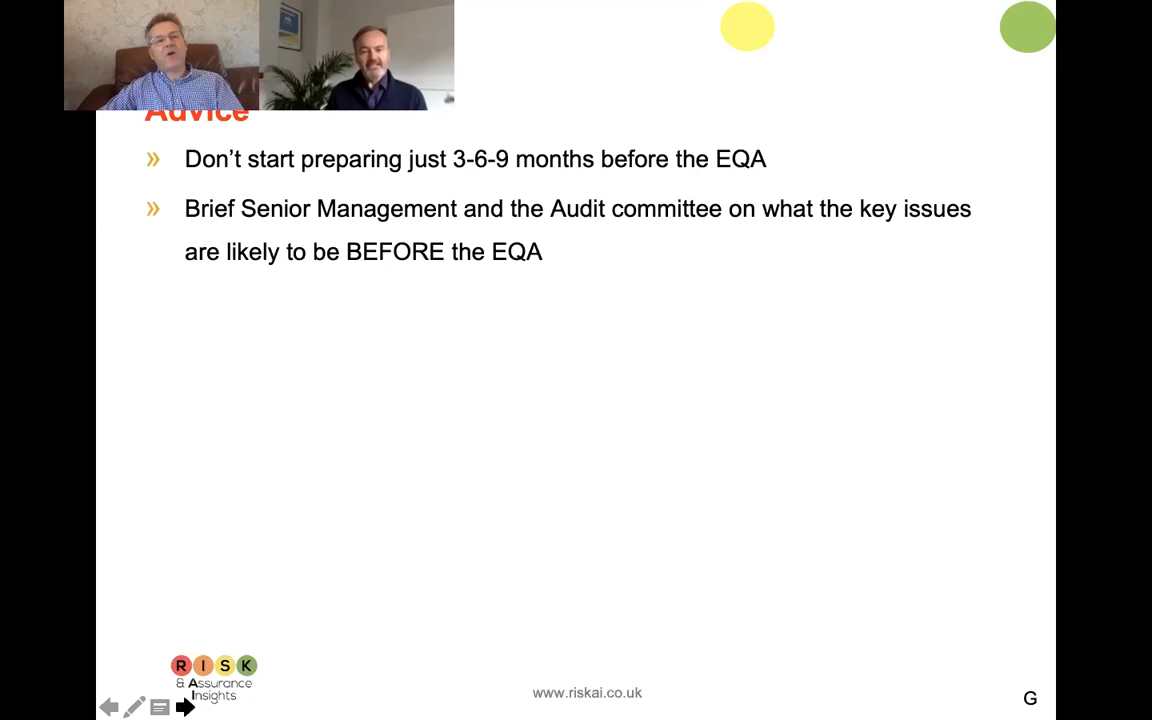 Advice
» Don’t start preparing just 3-6-9 months before the EQA
» Brief Senior Management and the Audit committee on what the key issues
are likely to be BEFORE the EQA
RISK
& Assurance
Insights
www.riskai.co.uk
G